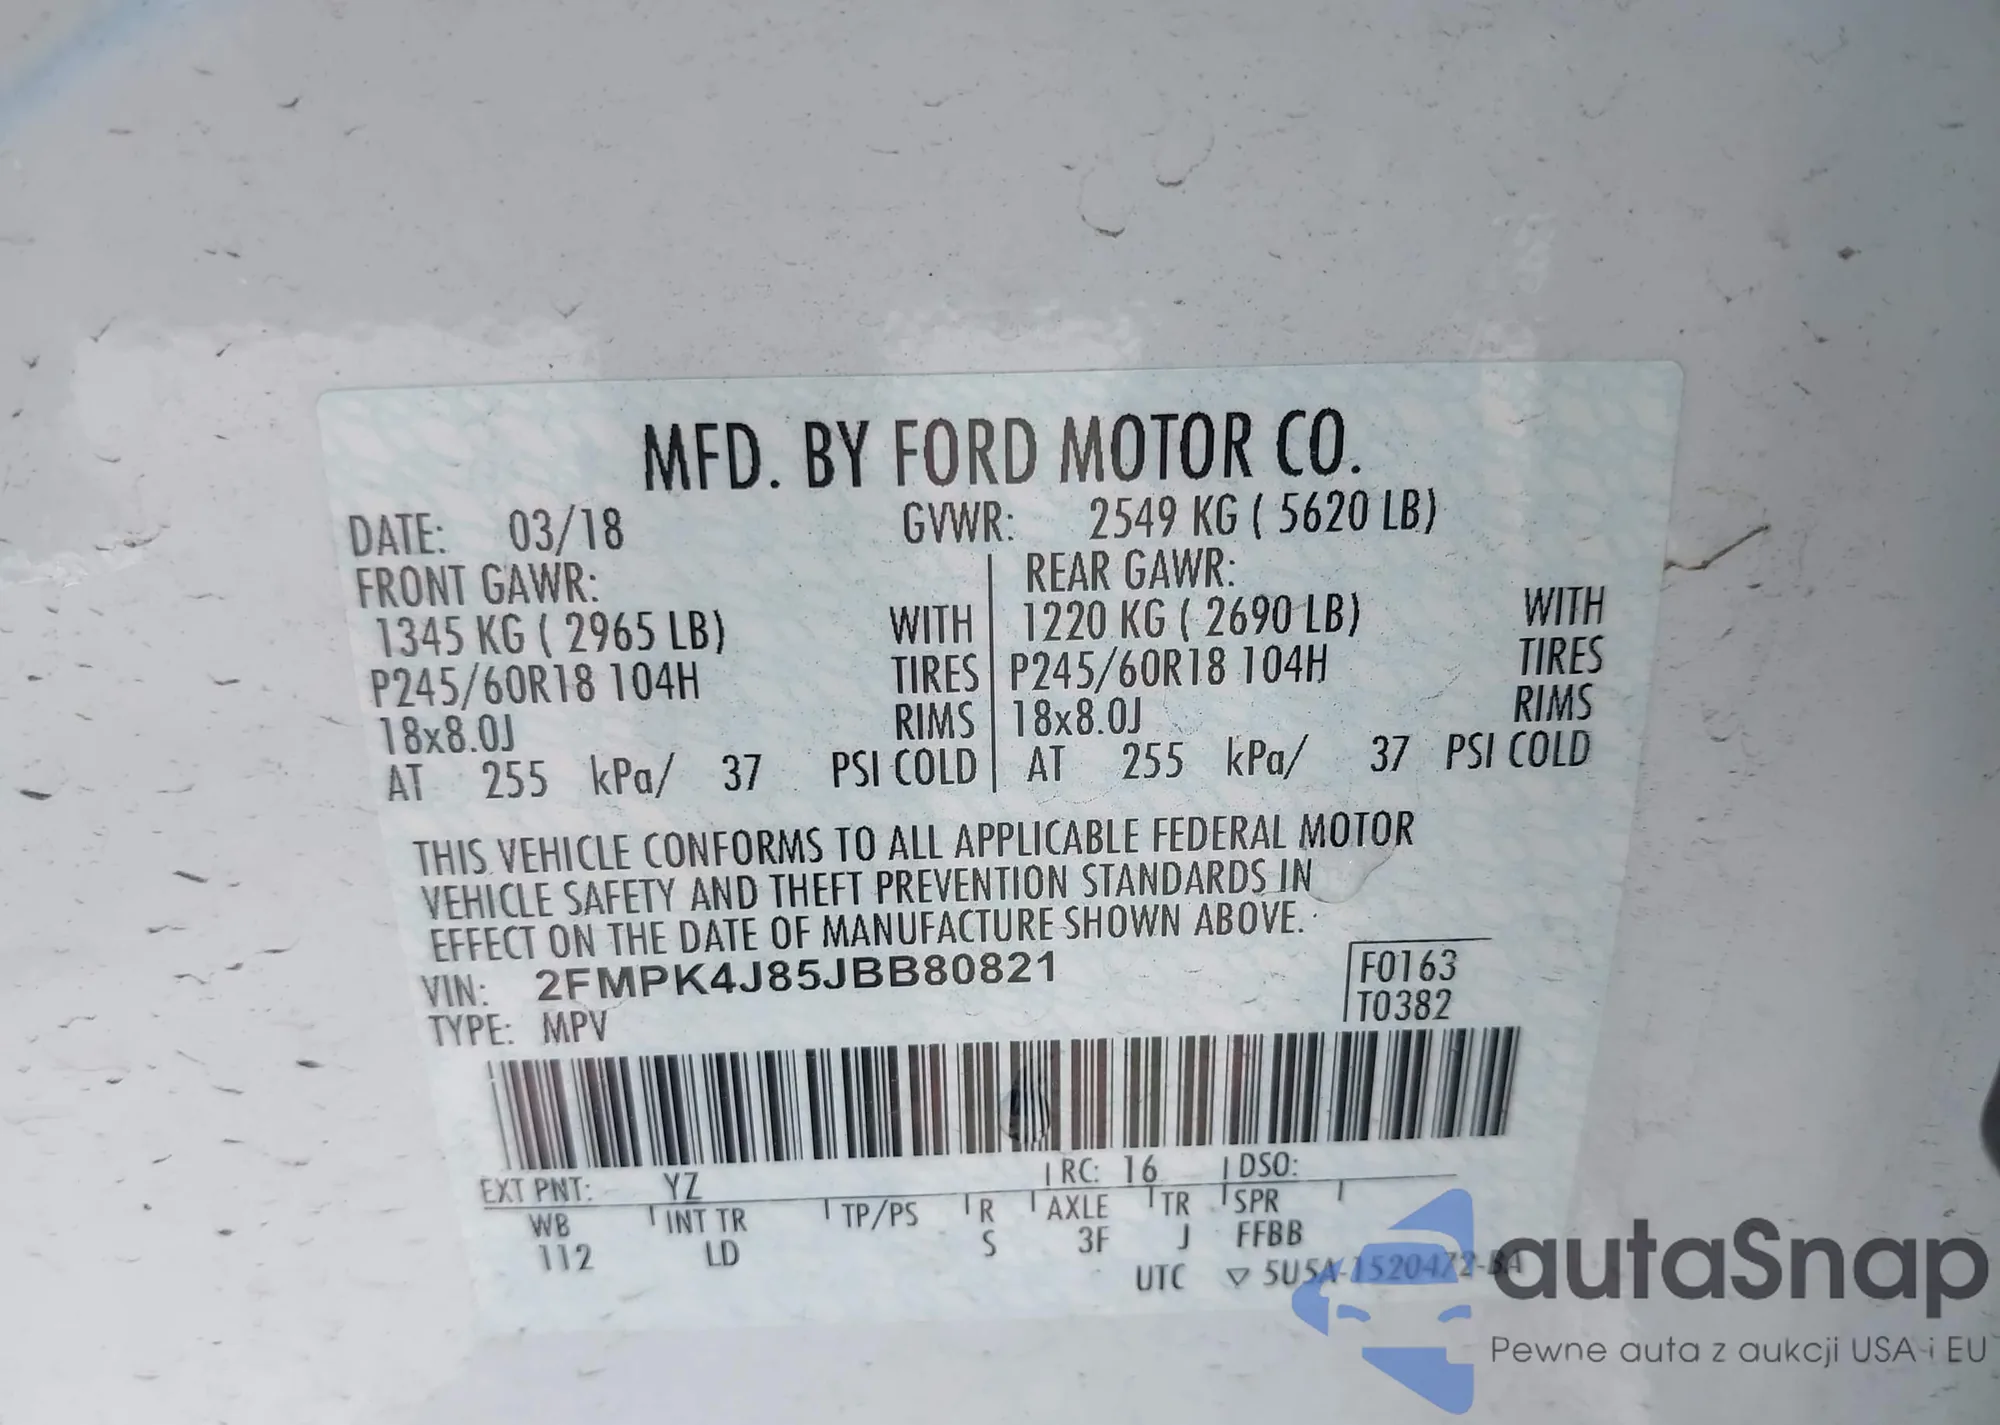 MFD. BY FORD MOTOR CO.
DATE: 03/18 GVWR: 2549 KG ( 5620 LB)
FRONT GAWR: REAR GAWR:
1345 KG ( 2965 LB) WITH 1220 KG ( 2690 LB) WITH
P245/60R18 104H TIRES P245/60R18 104H TIRES
18x8.0J RIMS 18x8.0J RIMS
AT 255 kPa/ 37 PSI COLD AT 255 kPa/ 37 PSI COLD
THIS VEHICLE CONFORMS TO ALL APPLICABLE FEDERAL MOTOR
VEHICLE SAFETY AND THEFT PREVENTION STANDARDS IN
EFFECT ON THE DATE OF MANUFACTURE SHOWN ABOVE.
VIN: 2FMPK4J85JBB80821 F0163
TYPE: MPV T0382
EXT PNT: YZ RC: 16 DSO:
WB INT TR TP/PS R AXLE TR SPR
112 LD S 3F J FFBB
UTC ▽ 5U5A-1520472-BA
autaSnap
Pewne auta z aukcji USA i EU